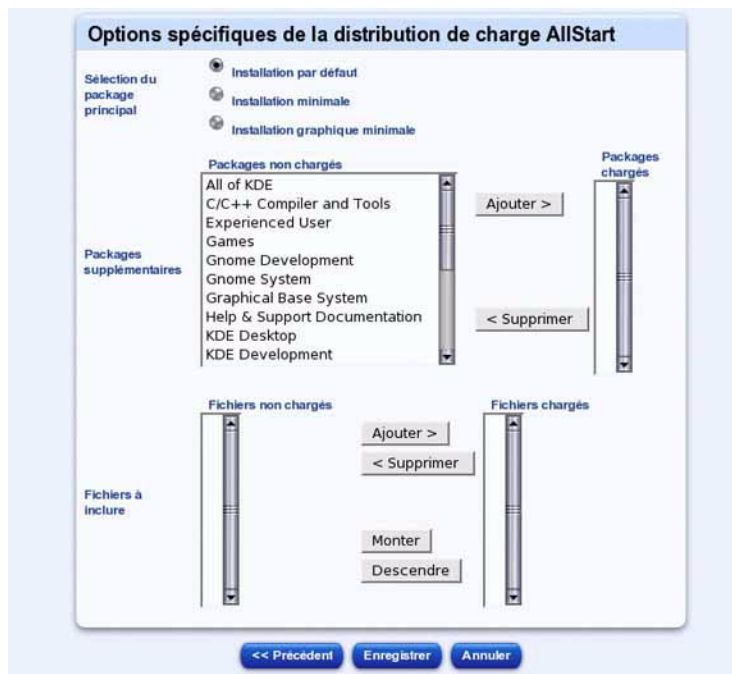 Options spécifiques de la distribution de charge AllStart
Sélection du
package
principal
Installation par défaut
Installation minimale
Installation graphique minimale
Packages
supplémentaires
Packages non chargés
All of KDE
C/C++ Compiler and Tools
Experienced User
Games
Gnome Development
Gnome System
Graphical Base System
Help & Support Documentation
KDE Desktop
KDE Development
Ajouter >
< Supprimer
Packages
chargés
Fichiers à
inclure
Fichiers non chargés
Ajouter >
< Supprimer
Monter
Descendre
Fichiers chargés
<< Précédent
Enregistrer
Annuler